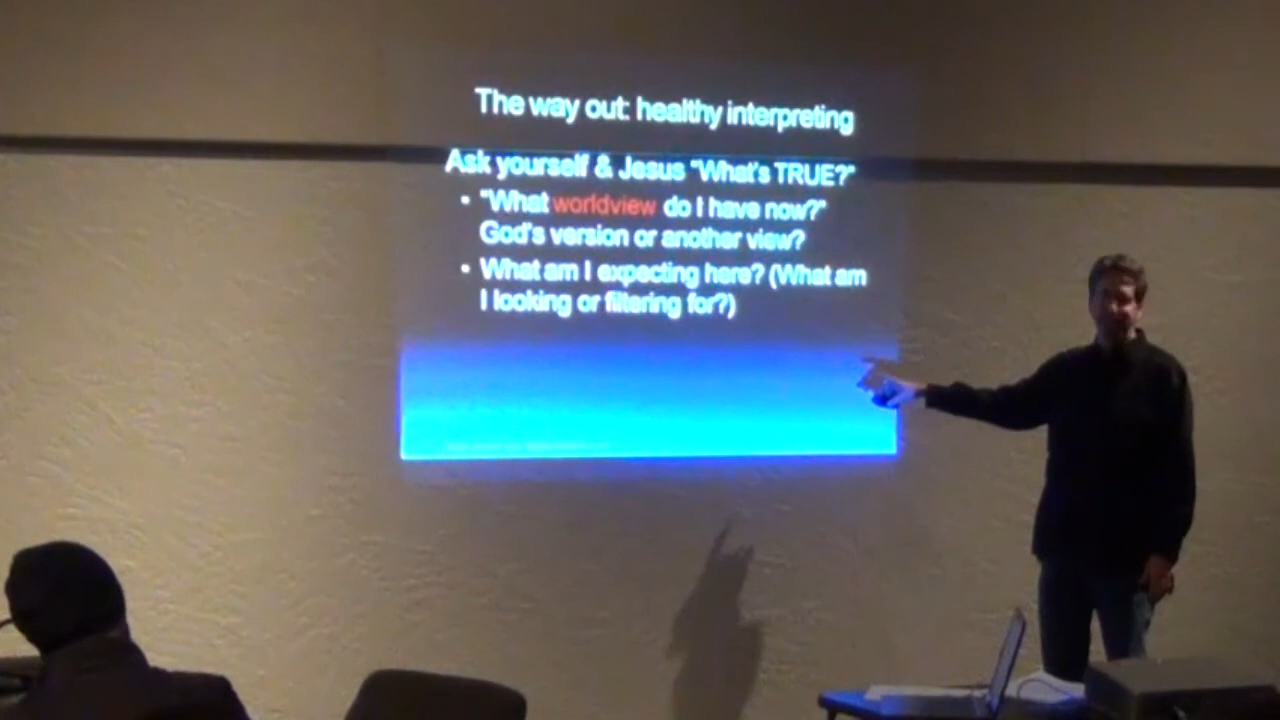 The way out: healthy interpreting
Ask yourself & Jesus "What's TRUE?"
• "What worldview do I have now?"
God's version or another view?
• What am I expecting here? (What am
I looking or filtering for?)